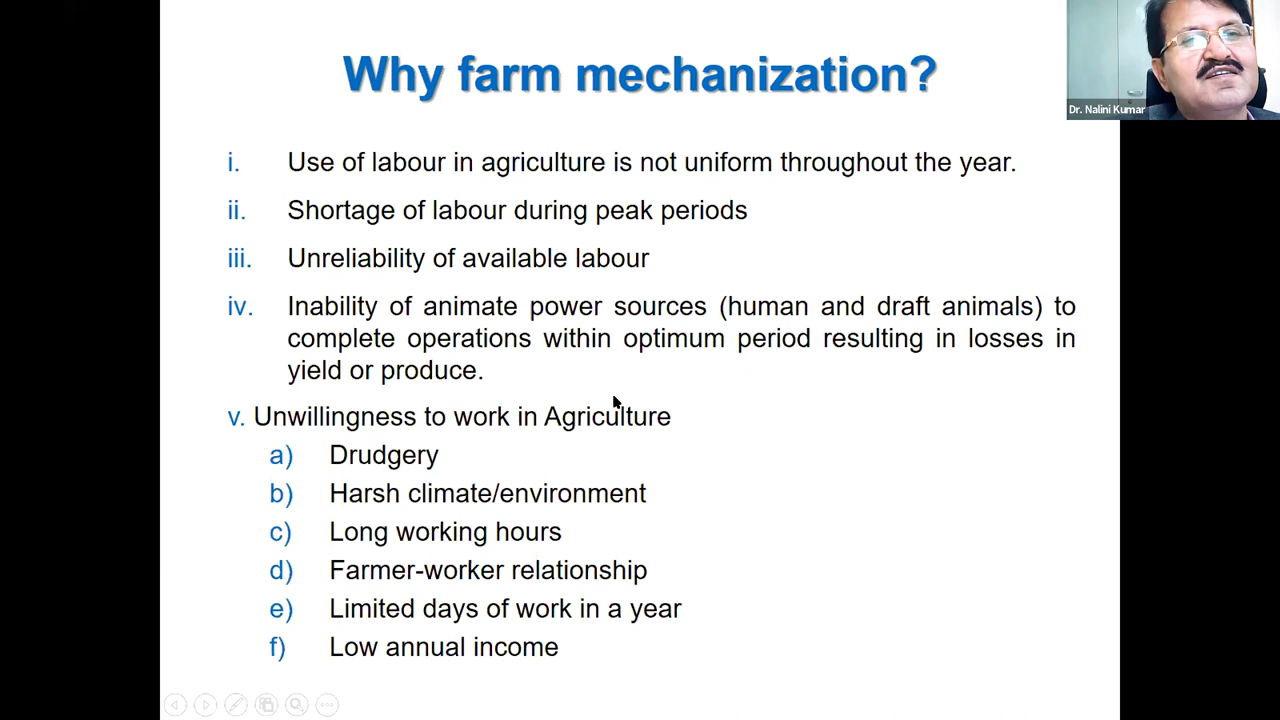 Why farm mechanization?
Dr. Nalini Kumar
i. Use of labour in agriculture is not uniform throughout the year.
ii. Shortage of labour during peak periods
iii. Unreliability of available labour
iv. Inability of animate power sources (human and draft animals) to
complete operations within optimum period resulting in losses in
yield or produce.
v. Unwillingness to work in Agriculture
a) Drudgery
b) Harsh climate/environment
c) Long working hours
d) Farmer-worker relationship
e) Limited days of work in a year
f) Low annual income